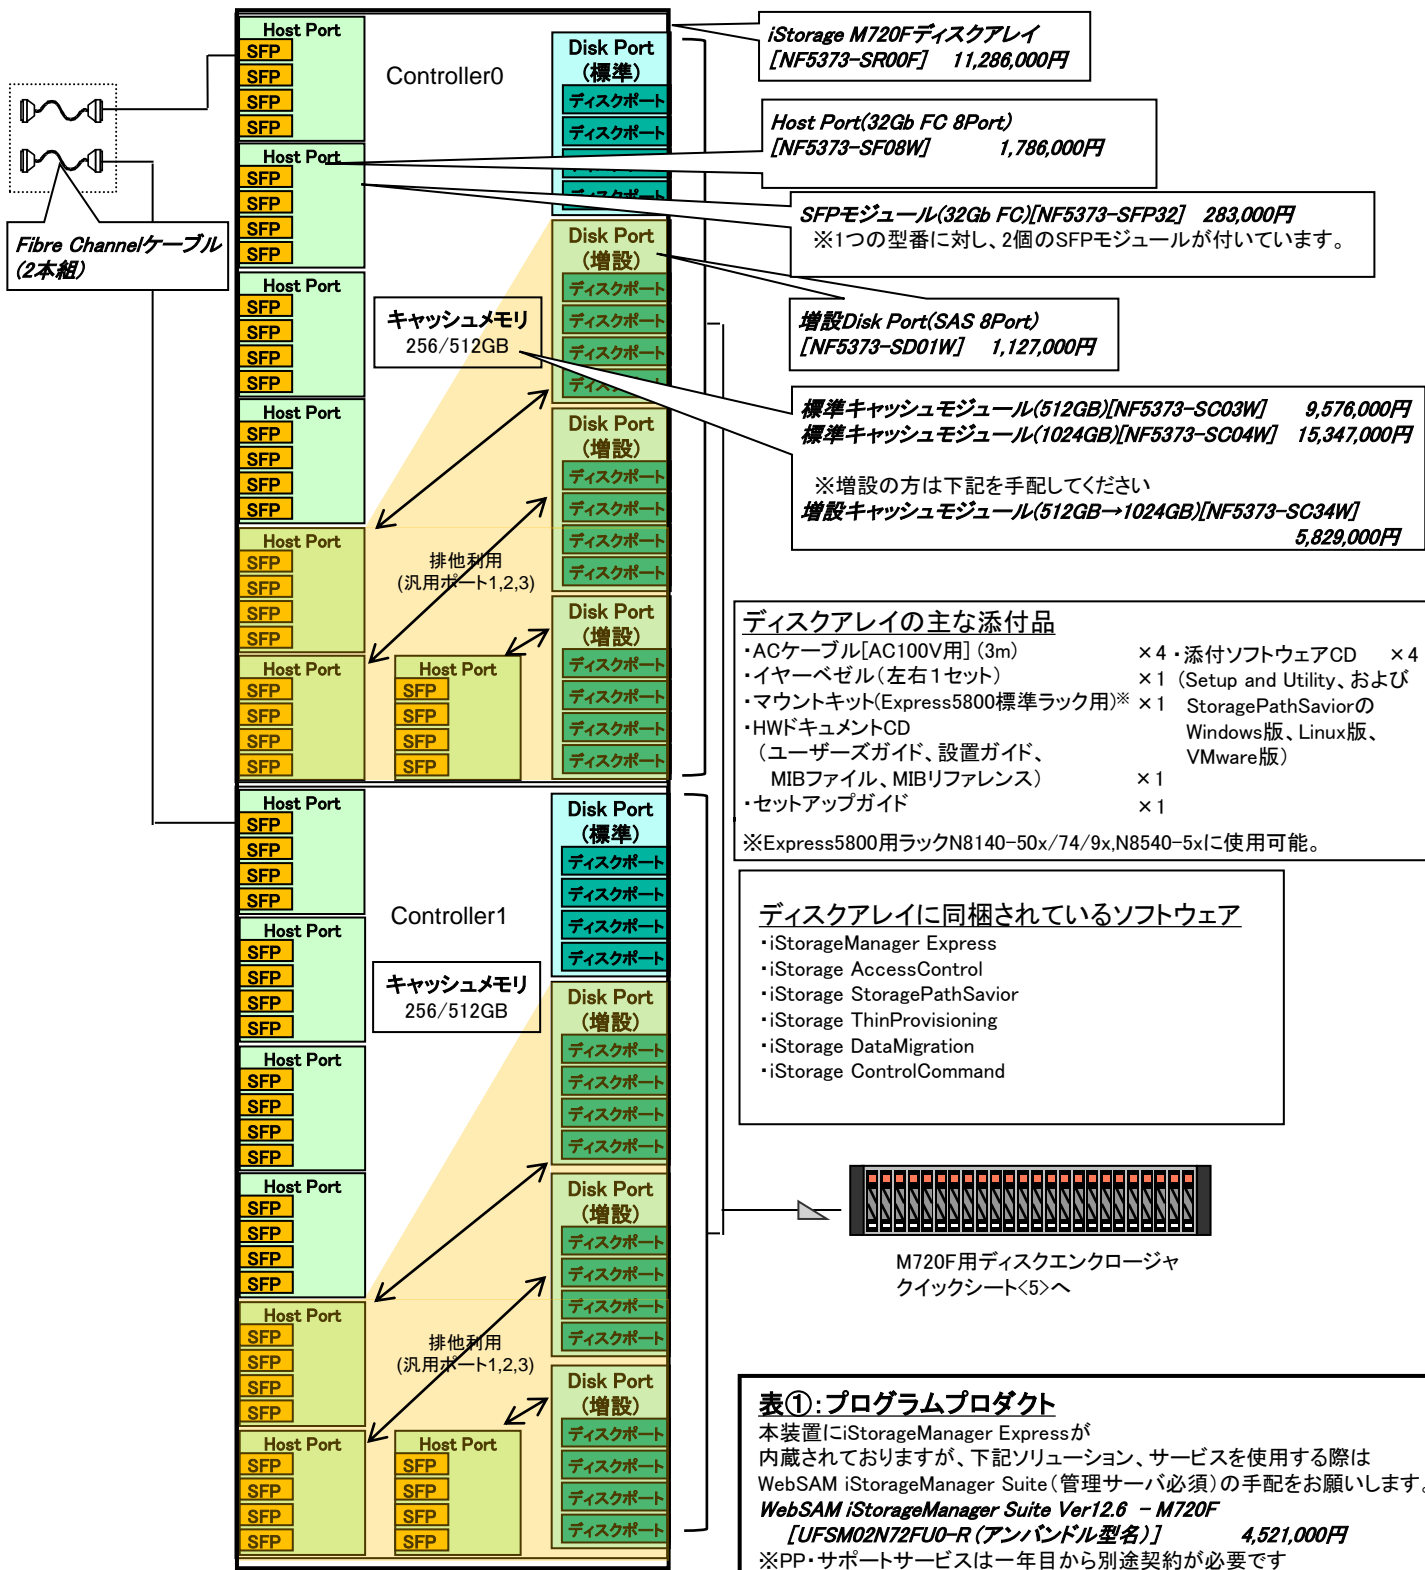 Host Port
SFP
SFP
SFP
SFP
Controller0
Disk Port
(標準)
ディスクポート
ディスクポート
ディスクポート
Host Port
SFP
SFP
SFP
SFP
Disk Port
(増設)
ディスクポート
ディスクポート
ディスクポート
ディスクポート
Host Port
SFP
SFP
SFP
SFP
キャッシュメモリ
256/512GB
Host Port
SFP
SFP
SFP
SFP
Disk Port
(増設)
ディスクポート
ディスクポート
ディスクポート
ディスクポート
Host Port
SFP
SFP
SFP
SFP
排他利用
(汎用ポート1,2,3)
Disk Port
(増設)
ディスクポート
ディスクポート
ディスクポート
ディスクポート
Host Port
SFP
SFP
SFP
SFP
Host Port
SFP
SFP
SFP
SFP
Fibre Channelケーブル
(2本組)
iStorage M720Fディスクアレイ
[NF5373-SR00F] 11,286,000円
Host Port(32Gb FC 8Port)
[NF5373-SF08W] 1,786,000円
SFPモジュール(32Gb FC)[NF5373-SFP32] 283,000円
※1つの型番に対し、2個のSFPモジュールが付いています。
増設Disk Port(SAS 8Port)
[NF5373-SD01W] 1,127,000円
標準キャッシュモジュール(512GB)[NF5373-SC03W] 9,576,000円
標準キャッシュモジュール(1024GB)[NF5373-SC04W] 15,347,000円
※増設の方は下記を手配してください
増設キャッシュモジュール(512GB→1024GB)[NF5373-SC34W]
5,829,000円
ディスクアレイの主な添付品
・ACケーブル[AC100V用] (3m) ×4
・イヤーベゼル(左右1セット) ×1
・マウントキット(Express5800標準ラック用)※ ×1
・HWドキュメントCD
(ユーザーズガイド、設置ガイド、
MIBファイル、MIBリファレンス) ×1
・セットアップガイド ×1
・添付ソフトウェアCD ×4
(Setup and Utility、および
StoragePathSaviorの
Windows版、Linux版、
VMware版)
※Express5800用ラックN8140-50x/74/9x,N8540-5xに使用可能。
Host Port
SFP
SFP
SFP
SFP
Controller1
Disk Port
(標準)
ディスクポート
ディスクポート
ディスクポート
ディスクポート
Host Port
SFP
SFP
SFP
SFP
キャッシュメモリ
256/512GB
Disk Port
(増設)
ディスクポート
ディスクポート
ディスクポート
ディスクポート
Host Port
SFP
SFP
SFP
SFP
Host Port
SFP
SFP
SFP
SFP
Disk Port
(増設)
ディスクポート
ディスクポート
ディスクポート
ディスクポート
Host Port
SFP
SFP
SFP
SFP
排他利用
(汎用ポート1,2,3)
Disk Port
(増設)
ディスクポート
ディスクポート
ディスクポート
ディスクポート
Host Port
SFP
SFP
SFP
SFP
Host Port
SFP
SFP
SFP
SFP
ディスクアレイに同梱されているソフトウェア
・iStorageManager Express
・iStorage AccessControl
・iStorage StoragePathSavior
・iStorage ThinProvisioning
・iStorage DataMigration
・iStorage ControlCommand
M720F用ディスクエンクロージャ
クイックシート<5>へ
表①:プログラムプロダクト
本装置にiStorageManager Expressが
内蔵されておりますが、下記ソリューション、サービスを使用する際は
WebSAM iStorageManager Suite(管理サーバ必須)の手配をお願いします。
WebSAM iStorageManager Suite Ver12.6 - M720F
[UFSM02N72FU0-R(アンバンドル型名)] 4,521,000円
※PP・サポートサービスは一年目から別途契約が必要です